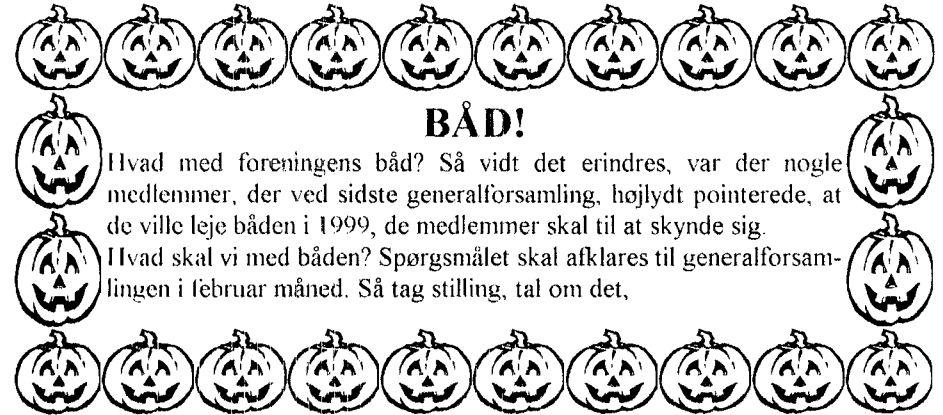 BÅD!
Hvad med foreningens båd? Så vidt det erindres, var der nogle
medlemmer, der ved sidste generalforsamling, højlydt pointerede, at
de ville leje båden i 1999, de medlemmer skal til at skynde sig.
Hvad skal vi med båden? Spørgsmålet skal afklares til generalforsam-
lingen i februar måned. Så tag stilling, tal om det,